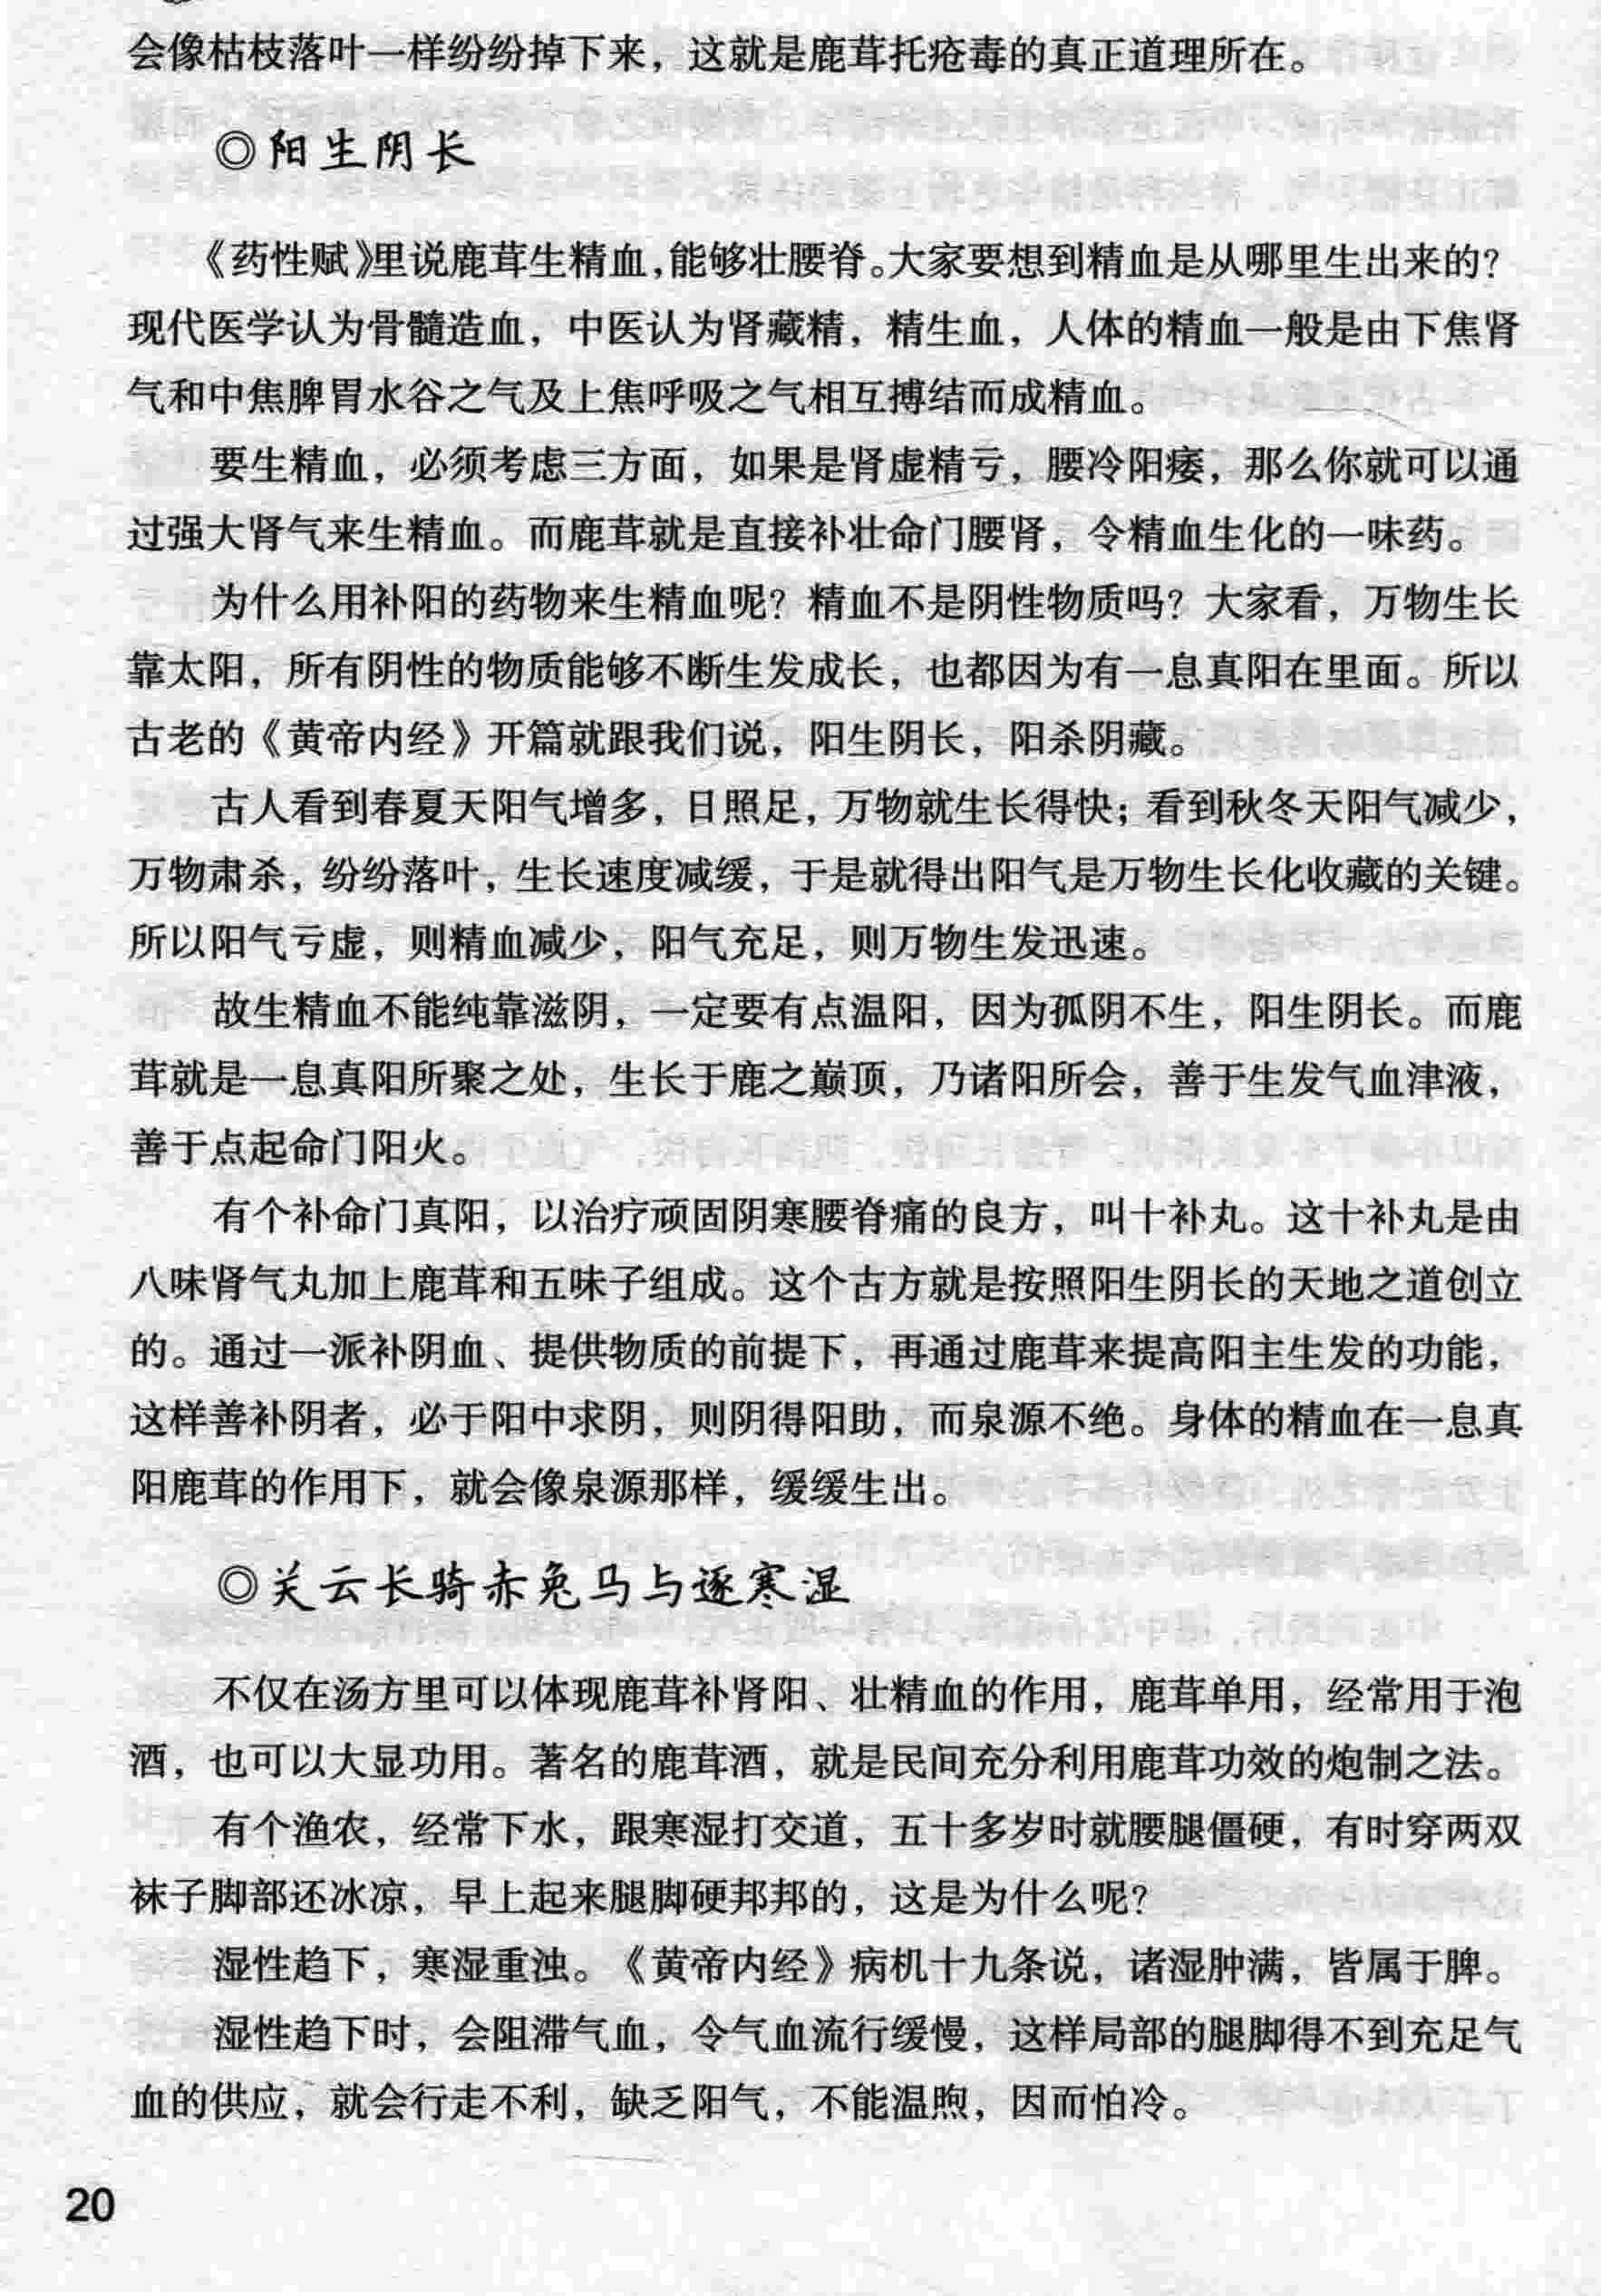 会像枯枝落叶一样纷纷掉下来，这就是鹿茸托疮毒的真正道理所在。
◎阳生阴长
《药性赋》里说鹿茸生精血，能够壮腰脊。大家要想到精血是从哪里生出来的？
现代医学认为骨髓造血，中医认为肾藏精，精生血，人体的精血一般是由下焦肾
气和中焦脾胃水谷之气及上焦呼吸之气相互搏结而成精血。
要生精血，必须考虑三方面，如果是肾虚精亏，腰冷阳痿，那么你就可以通
过强大肾气来生精血。而鹿茸就是直接补壮命门腰肾，令精血生化的一味药。
为什么用补阳的药物来生精血呢？精血不是阴性物质吗？大家看，万物生长
靠太阳，所有阴性的物质能够不断生发成长，也都因为有一息真阳在里面。所以
古老的《黄帝内经》开篇就跟我们说，阳生阴长，阳杀阴藏。
古人看到春夏天阳气增多，日照足，万物就生长得快；看到秋冬天阳气减少，
万物肃杀，纷纷落叶，生长速度减缓，于是就得出阳气是万物生长化收藏的关键。
所以阳气亏虚，则精血减少，阳气充足，则万物生发迅速。
故生精血不能纯靠滋阴，一定要有点温阳，因为孤阴不生，阳生阴长。而鹿
茸就是一息真阳所聚之处，生长于鹿之巅顶，乃诸阳所会，善于生发气血津液，
善于点起命门阳火。
有个补命门真阳，以治疗顽固阴寒腰脊痛的良方，叫十补丸。这十补丸是由
八味肾气丸加上鹿茸和五味子组成。这个古方就是按照阳生阴长的天地之道创立
的。通过一派补阴血、提供物质的前提下，再通过鹿茸来提高阳主生发的功能，
这样善补阴者，必于阳中求阴，则阴得阳助，而泉源不绝。身体的精血在一息真
阳鹿茸的作用下，就会像泉源那样，缓缓生出。
◎关云长骑赤兔马与逐寒湿
不仅在汤方里可以体现鹿茸补肾阳、壮精血的作用，鹿茸单用，经常用于泡
酒，也可以大显功用。著名的鹿茸酒，就是民间充分利用鹿茸功效的炮制之法。
有个渔农，经常下水，跟寒湿打交道，五十多岁时就腰腿僵硬，有时穿两双
袜子脚部还冰凉，早上起来腿脚硬邦邦的，这是为什么呢？
湿性趋下，寒湿重浊。《黄帝内经》病机十九条说，诸湿肿满，皆属于脾。
湿性趋下时，会阻滞气血，令气血流行缓慢，这样局部的腿脚得不到充足气
血的供应，就会行走不利，缺乏阳气，不能温煦，因而怕冷。
20